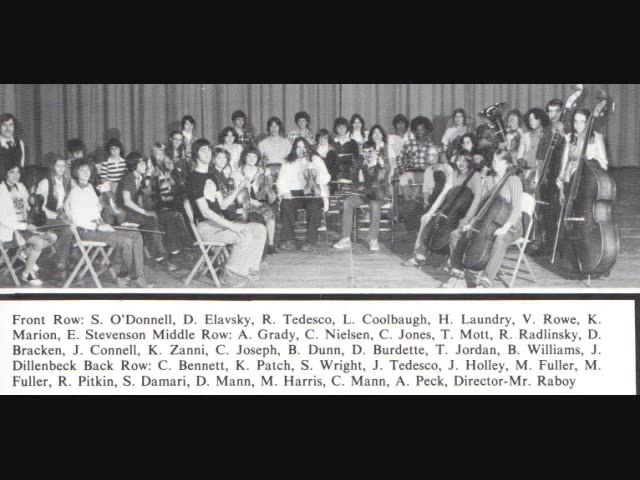 Front Row: S. O'Donnell, D. Elavsky, R. Tedesco, L. Coolbaugh, H. Laundry, V. Rowe, K.
Marion, E. Stevenson Middle Row: A. Grady, C. Nielsen, C. Jones, T. Mott, R. Radlinsky, D.
Bracken, J. Connell, K. Zanni, C. Joseph, B. Dunn, D. Burdette, T. Jordan, B. Williams, J.
Dillenbeck Back Row: C. Bennett, K. Patch, S. Wright, J. Tedesco, J. Holley, M. Fuller, M.
Fuller, R. Pitkin, S. Damari, D. Mann, M. Harris, C. Mann, A. Peck, Director-Mr. Raboy